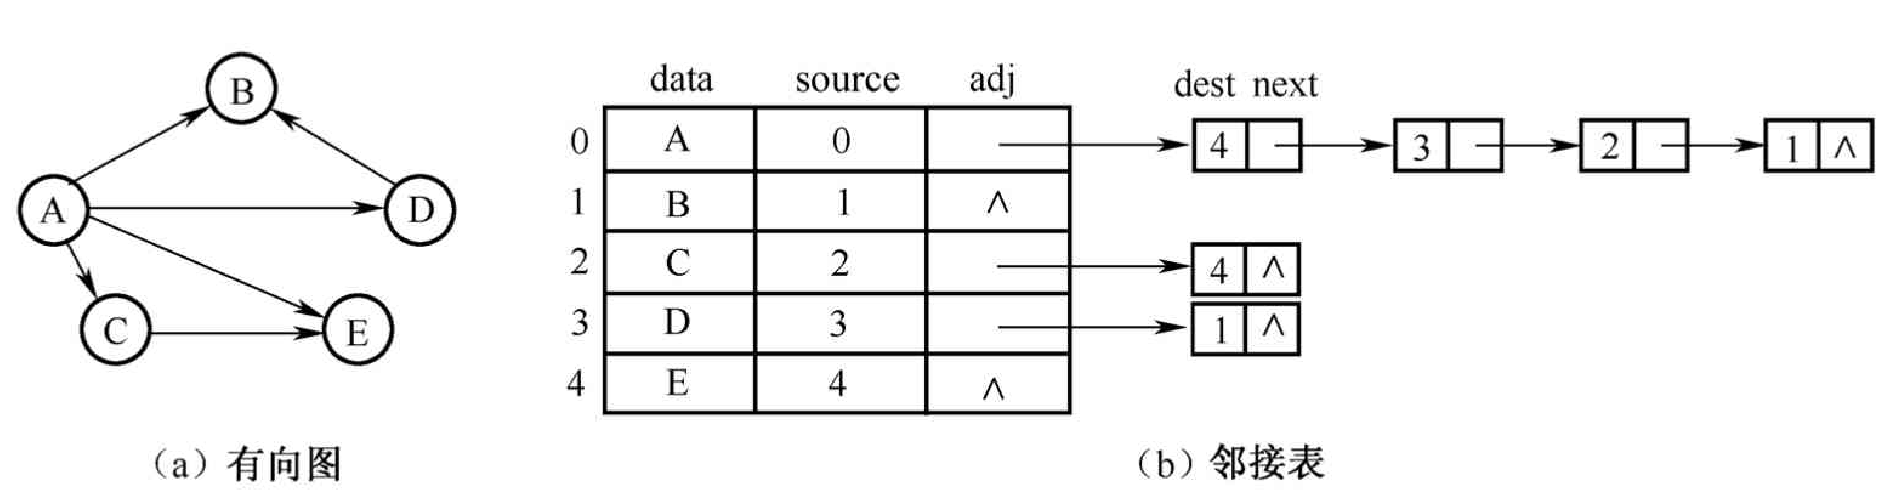 B
A
D
C
E
(a) 有向图
data source adj
dest next
0 A 0 4 3 2 1 ∧
1 B 1 ∧
2 C 2 4 ∧
3 D 3 1 ∧
4 E 4 ∧
(b) 邻接表